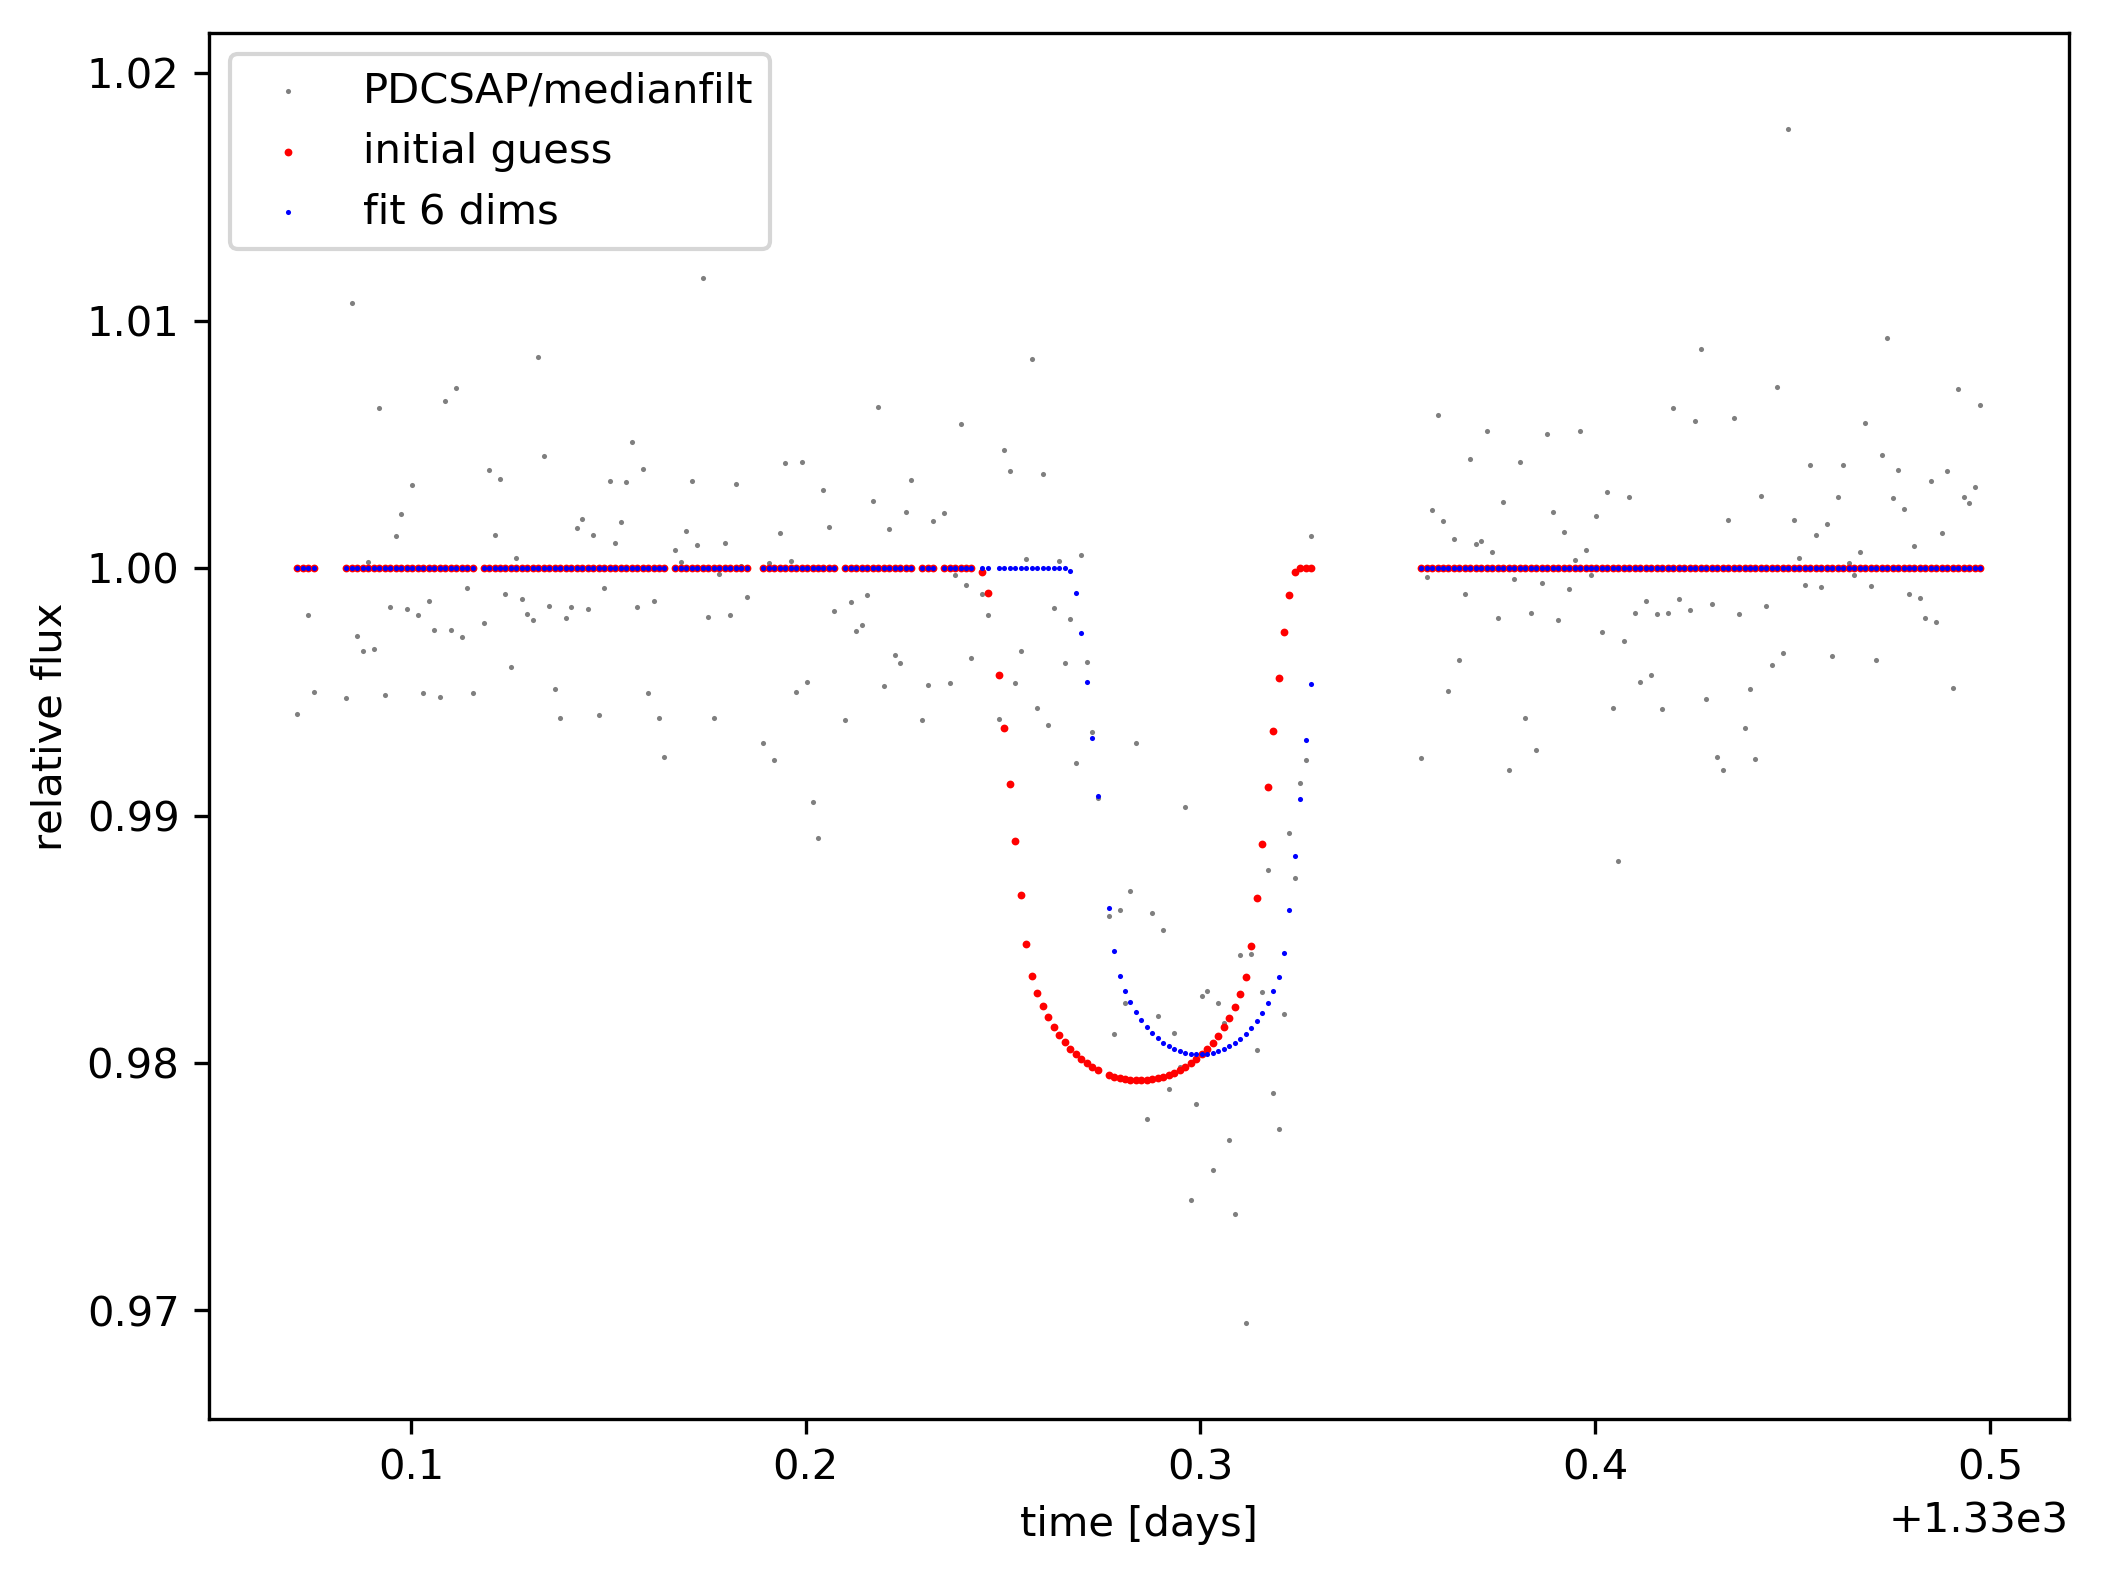 PDCSAP/medianfilt
initial guess
fit 6 dims
1.02
1.01
1.00
0.99
0.98
0.97
relative flux
0.1
0.2
0.3
0.4
0.5
time [days]
+1.33e3